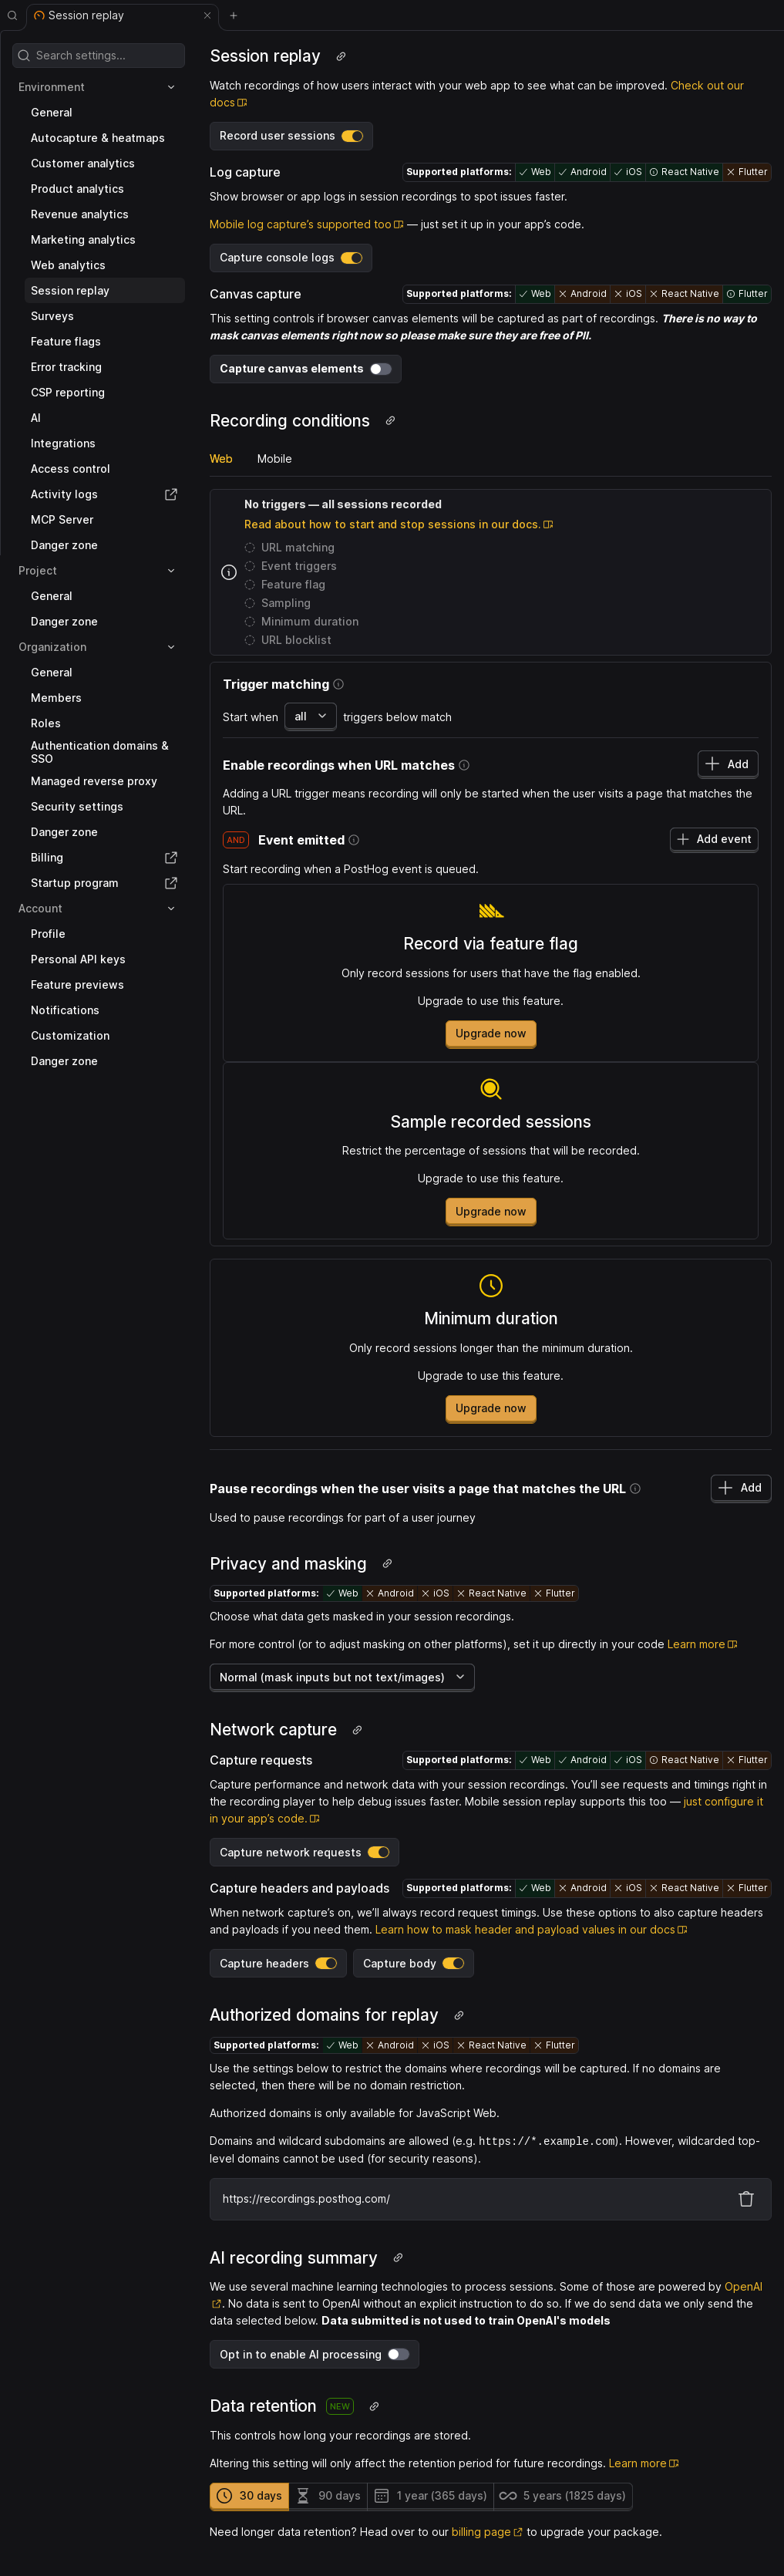 Session replay
Search settings...
Environment
General
Autocapture & heatmaps
Customer analytics
Product analytics
Revenue analytics
Marketing analytics
Web analytics
Session replay
Surveys
Feature flags
Error tracking
CSP reporting
AI
Integrations
Access control
Activity logs
MCP Server
Danger zone
Project
General
Danger zone
Organization
General
Members
Roles
Authentication domains &
SSO
Managed reverse proxy
Security settings
Danger zone
Billing
Startup program
Account
Profile
Personal API keys
Feature previews
Notifications
Customization
Danger zone
Session replay
Watch recordings of how users interact with your web app to see what can be improved. Check out our
docs
Record user sessions
Log capture
Supported platforms: Web Android iOS React Native Flutter
Show browser or app logs in session recordings to spot issues faster.
Mobile log capture’s supported too — just set it up in your app’s code.
Capture console logs
Canvas capture
Supported platforms: Web Android iOS React Native Flutter
This setting controls if browser canvas elements will be captured as part of recordings. There is no way to
mask canvas elements right now so please make sure they are free of PII.
Capture canvas elements
Recording conditions
Web Mobile
No triggers — all sessions recorded
Read about how to start and stop sessions in our docs.
URL matching
Event triggers
Feature flag
Sampling
Minimum duration
URL blocklist
Trigger matching
Start when all triggers below match
Enable recordings when URL matches
Add
Adding a URL trigger means recording will only be started when the user visits a page that matches the
URL.
AND Event emitted
Add event
Start recording when a PostHog event is queued.
Record via feature flag
Only record sessions for users that have the flag enabled.
Upgrade to use this feature.
Upgrade now
Sample recorded sessions
Restrict the percentage of sessions that will be recorded.
Upgrade to use this feature.
Upgrade now
Minimum duration
Only record sessions longer than the minimum duration.
Upgrade to use this feature.
Upgrade now
Pause recordings when the user visits a page that matches the URL
Add
Used to pause recordings for part of a user journey
Privacy and masking
Supported platforms: Web Android iOS React Native Flutter
Choose what data gets masked in your session recordings.
For more control (or to adjust masking on other platforms), set it up directly in your code Learn more
Normal (mask inputs but not text/images)
Network capture
Capture requests
Supported platforms: Web Android iOS React Native Flutter
Capture performance and network data with your session recordings. You’ll see requests and timings right in
the recording player to help debug issues faster. Mobile session replay supports this too — just configure it
in your app’s code.
Capture network requests
Capture headers and payloads
Supported platforms: Web Android iOS React Native Flutter
When network capture’s on, we’ll always record request timings. Use these options to also capture headers
and payloads if you need them. Learn how to mask header and payload values in our docs
Capture headers
Capture body
Authorized domains for replay
Supported platforms: Web Android iOS React Native Flutter
Use the settings below to restrict the domains where recordings will be captured. If no domains are
selected, then there will be no domain restriction.
Authorized domains is only available for JavaScript Web.
Domains and wildcard subdomains are allowed (e.g. https://*.example.com). However, wildcarded top-
level domains cannot be used (for security reasons).
https://recordings.posthog.com/
AI recording summary
We use several machine learning technologies to process sessions. Some of those are powered by OpenAI
. No data is sent to OpenAI without an explicit instruction to do so. If we do send data we only send the
data selected below. Data submitted is not used to train OpenAI's models
Opt in to enable AI processing
Data retention NEW
This controls how long your recordings are stored.
Altering this setting will only affect the retention period for future recordings. Learn more
30 days 90 days 1 year (365 days) 5 years (1825 days)
Need longer data retention? Head over to our billing page to upgrade your package.